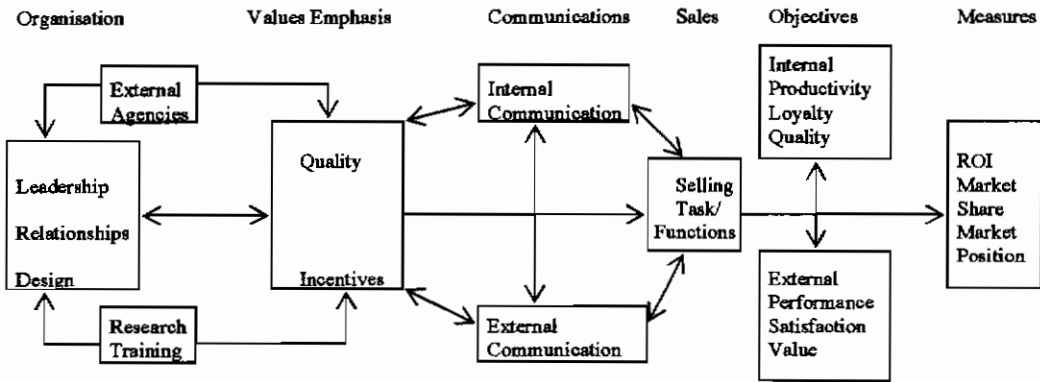 Organisation
Values Emphasis
Communications
Sales
Objectives
Measures
External
Agencies
Leadership
Relationships
Design
Research
Training
Quality
Incentives
Internal
Communication
External
Communication
Selling
Task/
Functions
Internal
Productivity
Loyalty
Quality
External
Performance
Satisfaction
Value
ROI
Market
Share
Market
Position